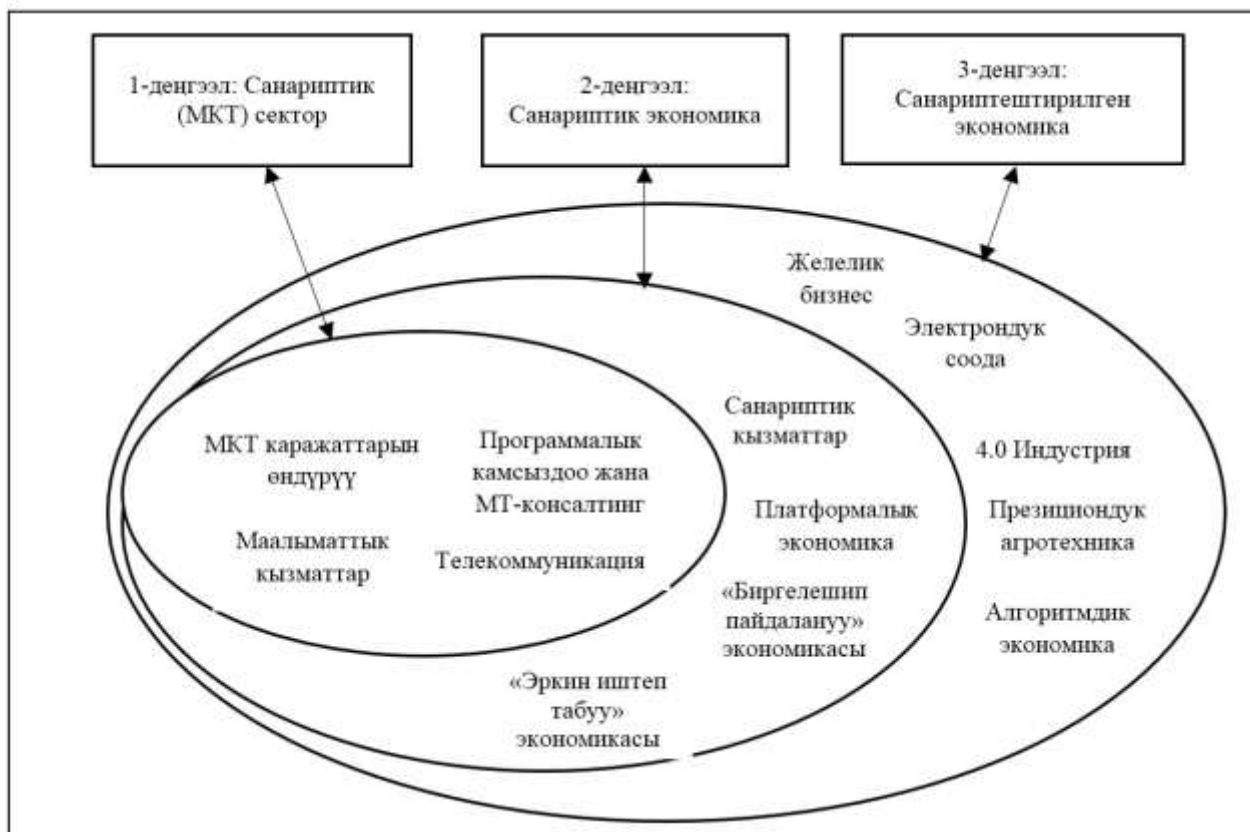 1-деңгээл: Санариптик
(МКТ) сектор
2-деңгээл:
Санариптик экономика
3-деңгээл:
Санариптештирилген
экономика
Желелик
бизнес
Электрондук
соода
Санариптик
кызматтар
4.0 Индустрия
МКТ каражаттарын
өндүрүү
Программалык
камсыздоо жана
МТ-консалтинг
Платформалык
экономика
Презициондук
агротехника
Маалыматтык
кызматтар
Телекоммуникация
«Биргелешип
пайдалануу»
экономикасы
Алгоритмдик
экономика
«Эркин иштеп
табуу»
экономикасы